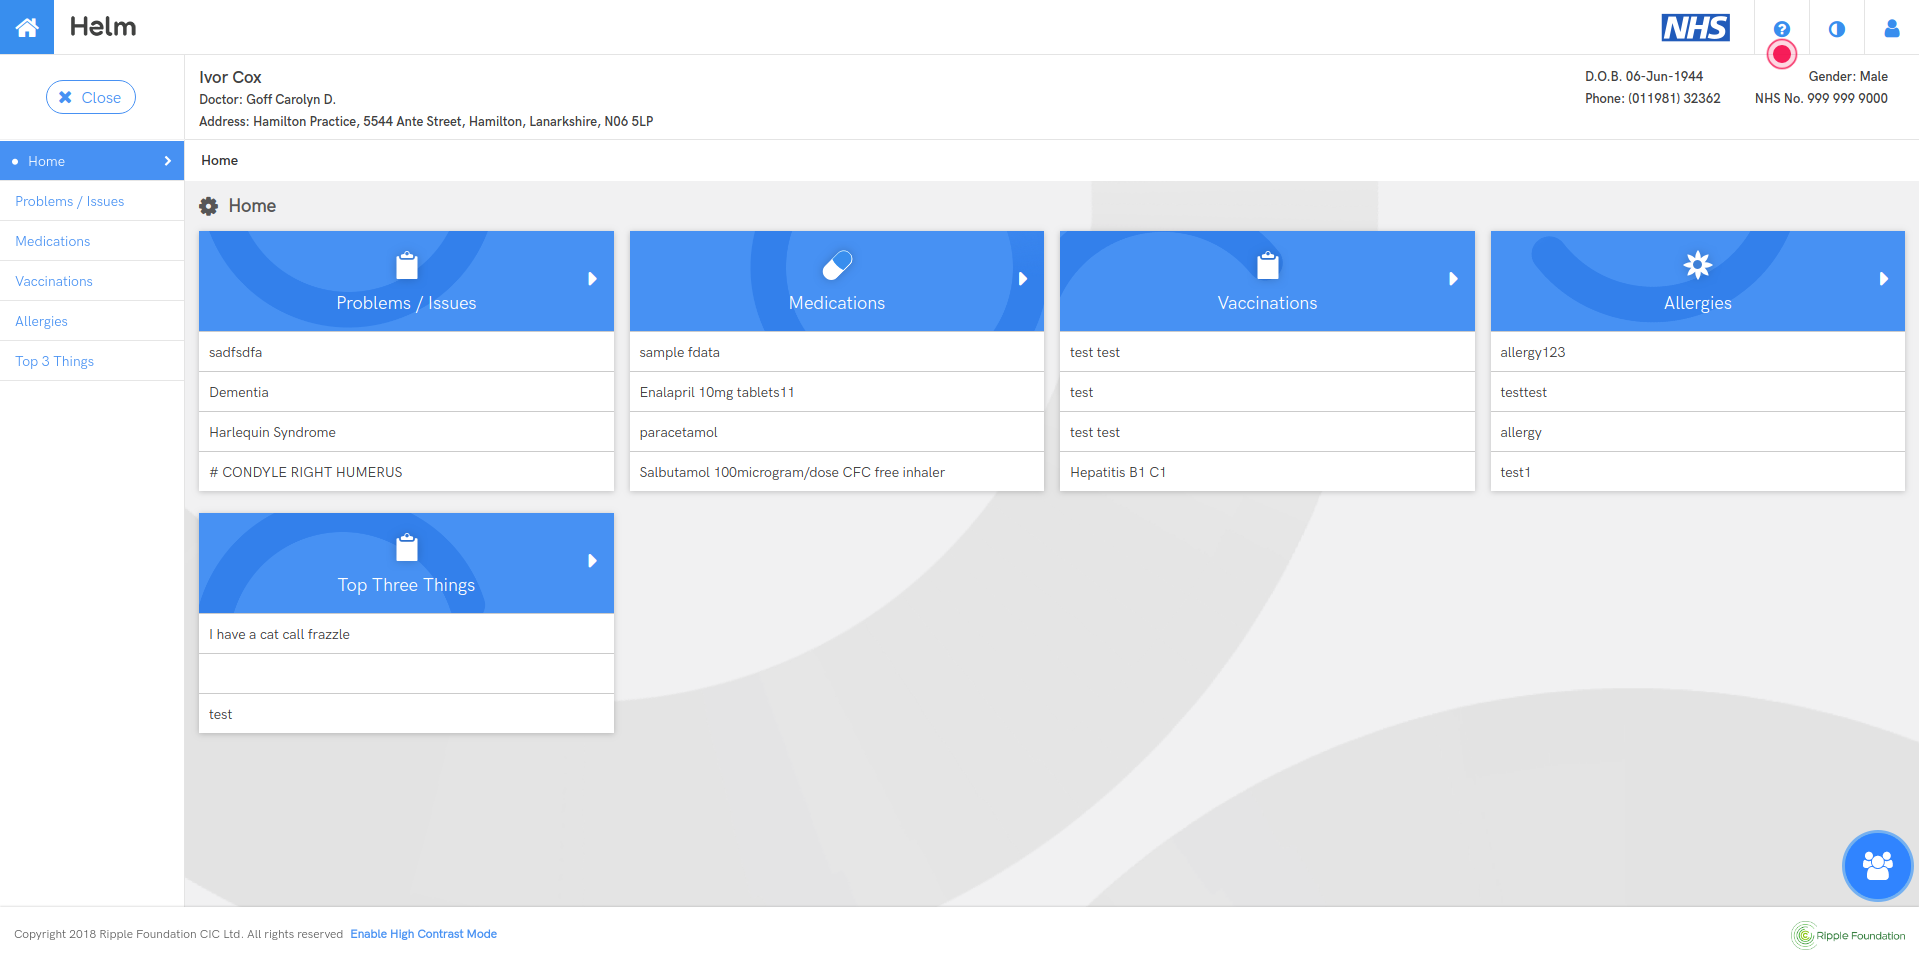 Helm
NHS
?
Close
Ivor Cox
Doctor: Goff Carolyn D.
Address: Hamilton Practice, 5544 Ante Street, Hamilton, Lanarkshire, N06 5LP
D.O.B. 06-Jun-1944
Gender: Male
Phone: (011981) 32362
NHS No. 999 999 9000
Home
Problems / Issues
Medications
Vaccinations
Allergies
Top 3 Things
Home
Home
Problems / Issues
sadfsdfa
Dementia
Harlequin Syndrome
# CONDYLE RIGHT HUMERUS
Medications
sample fdata
Enalapril 10mg tablets11
paracetamol
Salbutamol 100microgram/dose CFC free inhaler
Vaccinations
test test
test
test test
Hepatitis B1 C1
Allergies
allergy123
testtest
allergy
test1
Top Three Things
I have a cat call frazzle
test
Copyright 2018 Ripple Foundation CIC Ltd. All rights reserved Enable High Contrast Mode
Ripple Foundation